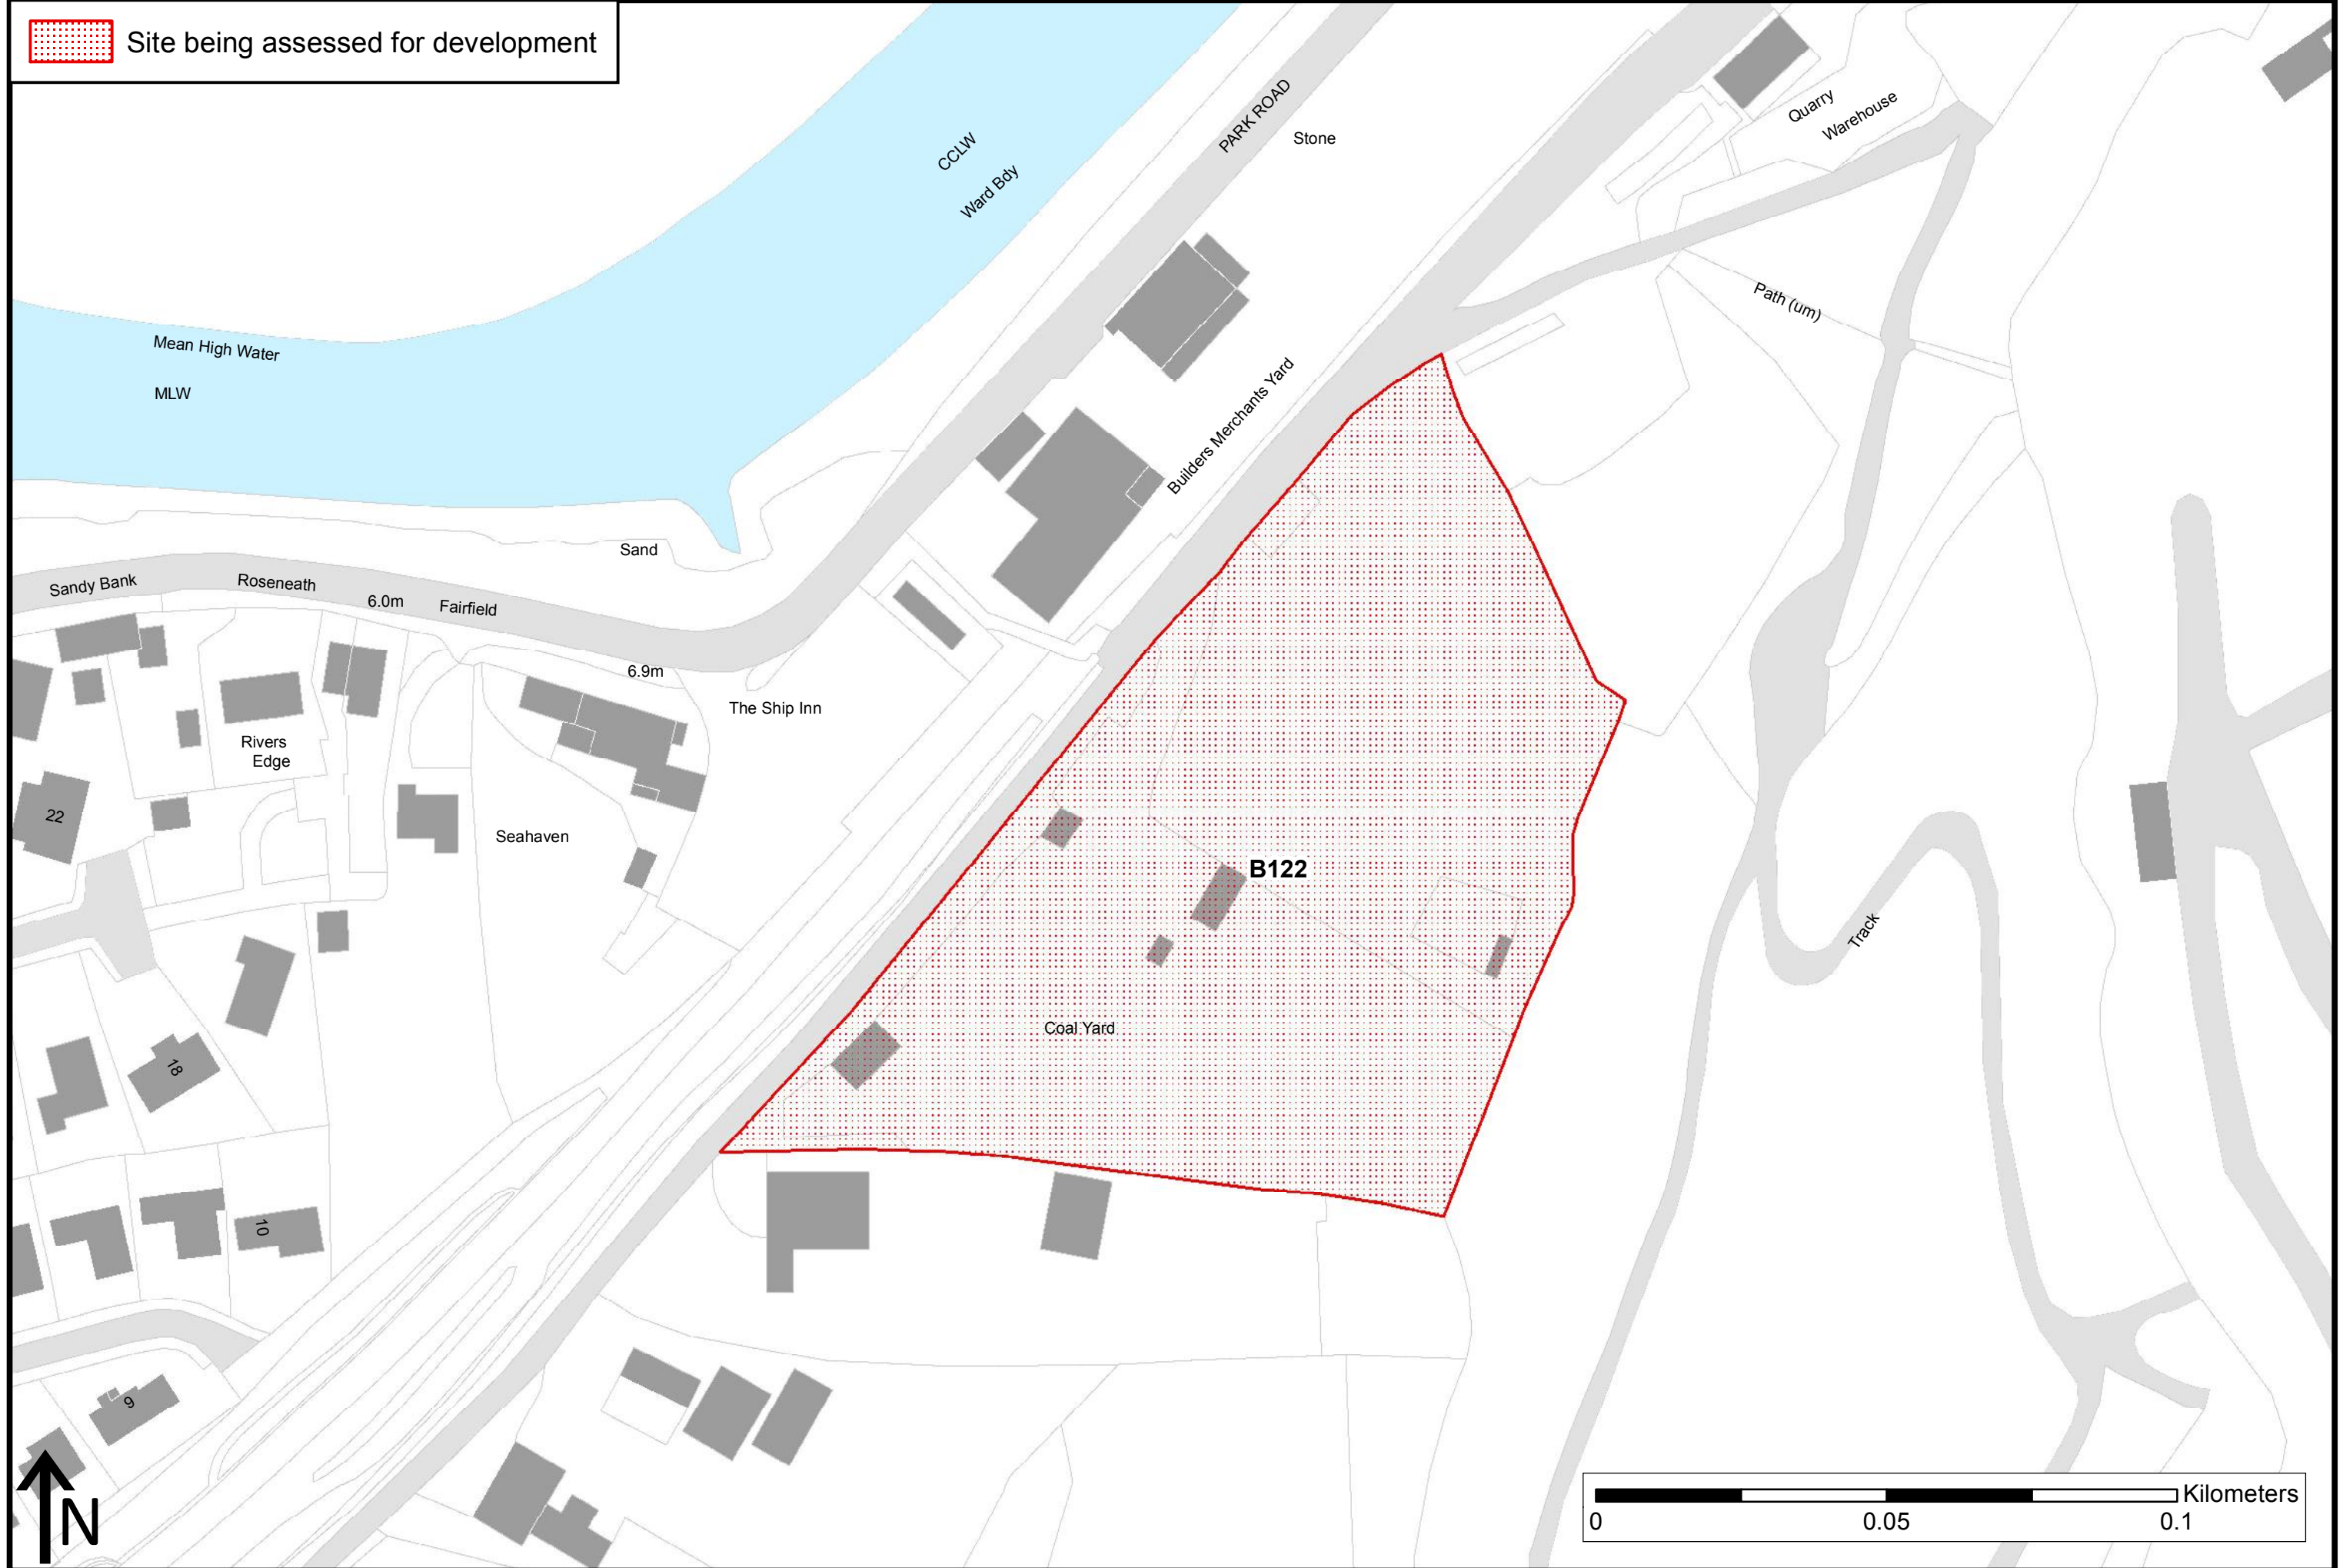 Site being assessed for development
PARK ROAD
Stone
Quarry
Warehouse
CCLW
Ward Bdy
Path (um)
Mean High Water
MLW
Builders Merchants Yard
Sand
Sandy Bank
Roseneath
6.0m
Fairfield
6.9m
The Ship Inn
Rivers
Edge
22
Seahaven
B122
Track
Coal Yard
18
10
9
N
Kilometers
0
0.05
0.1